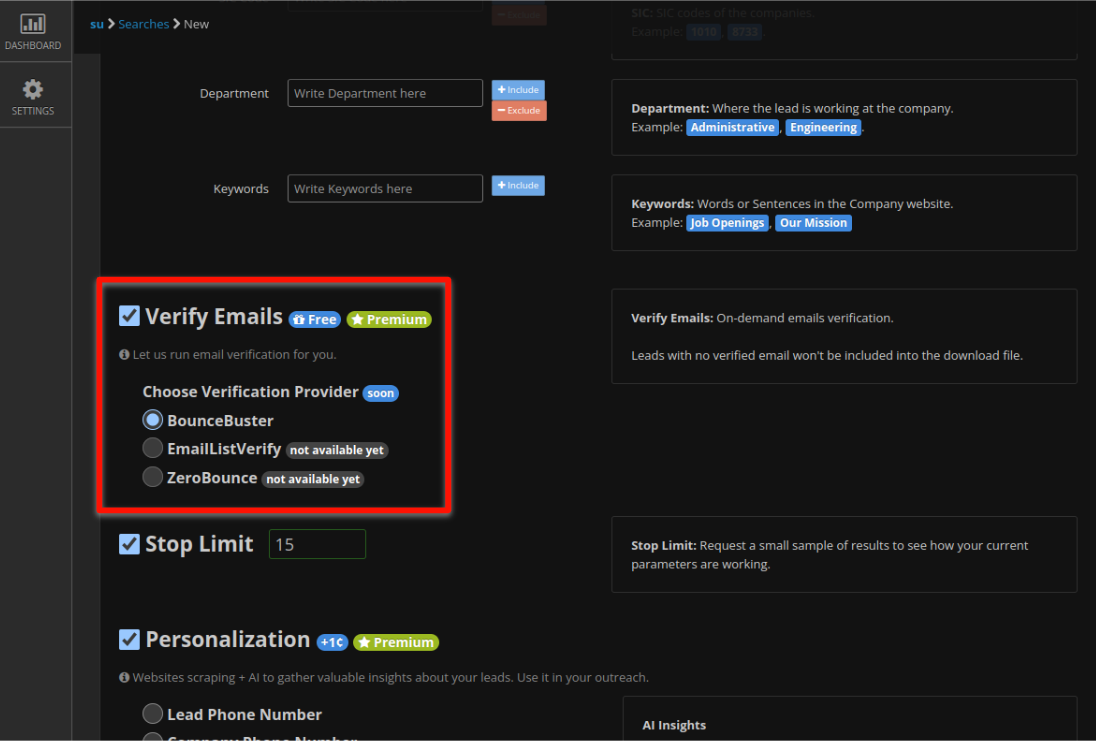 DASHBOARD
SETTINGS
su > Searches > New
Exclude
SIC: SIC codes of the companies.
Example: 1010, 8733.
Department
Write Department here
+ Include
− Exclude
Department: Where the lead is working at the company.
Example: Administrative, Engineering.
Keywords
Write Keywords here
+ Include
Keywords: Words or Sentences in the Company website.
Example: Job Openings, Our Mission
Verify Emails Free Premium
Let us run email verification for you.
Choose Verification Provider soon
BounceBuster
EmailListVerify not available yet
ZeroBounce not available yet
Verify Emails: On-demand emails verification.
Leads with no verified email won't be included into the download file.
Stop Limit 15
Stop Limit: Request a small sample of results to see how your current
parameters are working.
Personalization +1¢ Premium
Websites scraping + AI to gather valuable insights about your leads. Use it in your outreach.
Lead Phone Number
Company Phone Number
AI Insights